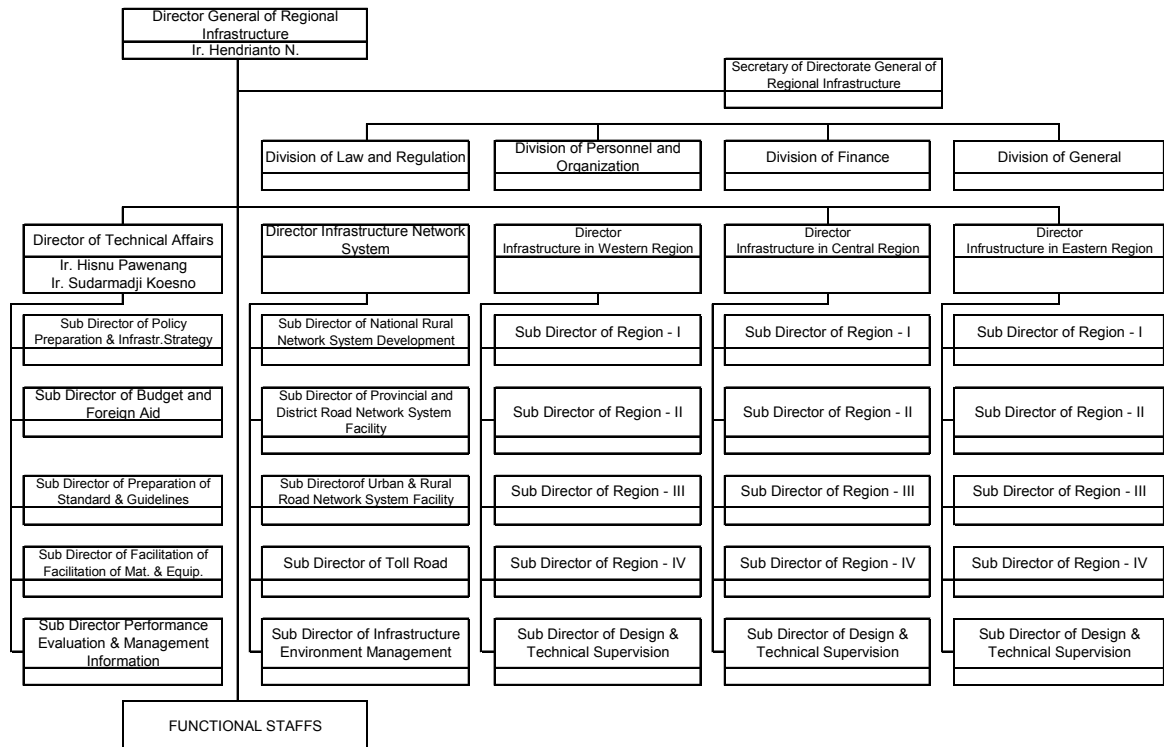 Director General of Regional
Infrastructure
Ir. Hendrianto N.
Secretary of Directorate General of
Regional Infrastructure
Division of Law and Regulation
Division of Personnel and
Organization
Division of Finance
Division of General
Director of Technical Affairs
Ir. Hisnu Pawenang
Ir. Sudarmadji Koesno
Director Infrastructure Network
System
Director
Infrastructure in Western Region
Director
Infrastructure in Central Region
Director
Infrustructure in Eastern Region
Sub Director of Policy
Preparation & Infrastr.Strategy
Sub Director of National Rural
Network System Development
Sub Director of Region - I
Sub Director of Region - I
Sub Director of Region - I
Sub Director of Budget and
Foreign Aid
Sub Director of Provincial and
District Road Network System
Facility
Sub Director of Region - II
Sub Director of Region - II
Sub Director of Region - II
Sub Director of Preparation of
Standard & Guidelines
Sub Directorof Urban & Rural
Road Network System Facility
Sub Director of Region - III
Sub Director of Region - III
Sub Director of Region - III
Sub Director of Facilitation of
Facilitation of Mat. & Equip.
Sub Director of Toll Road
Sub Director of Region - IV
Sub Director of Region - IV
Sub Director of Region - IV
Sub Director Performance
Evaluation & Management
Information
Sub Director of Infrastructure
Environment Management
Sub Director of Design &
Technical Supervision
Sub Director of Design &
Technical Supervision
Sub Director of Design &
Technical Supervision
FUNCTIONAL STAFFS